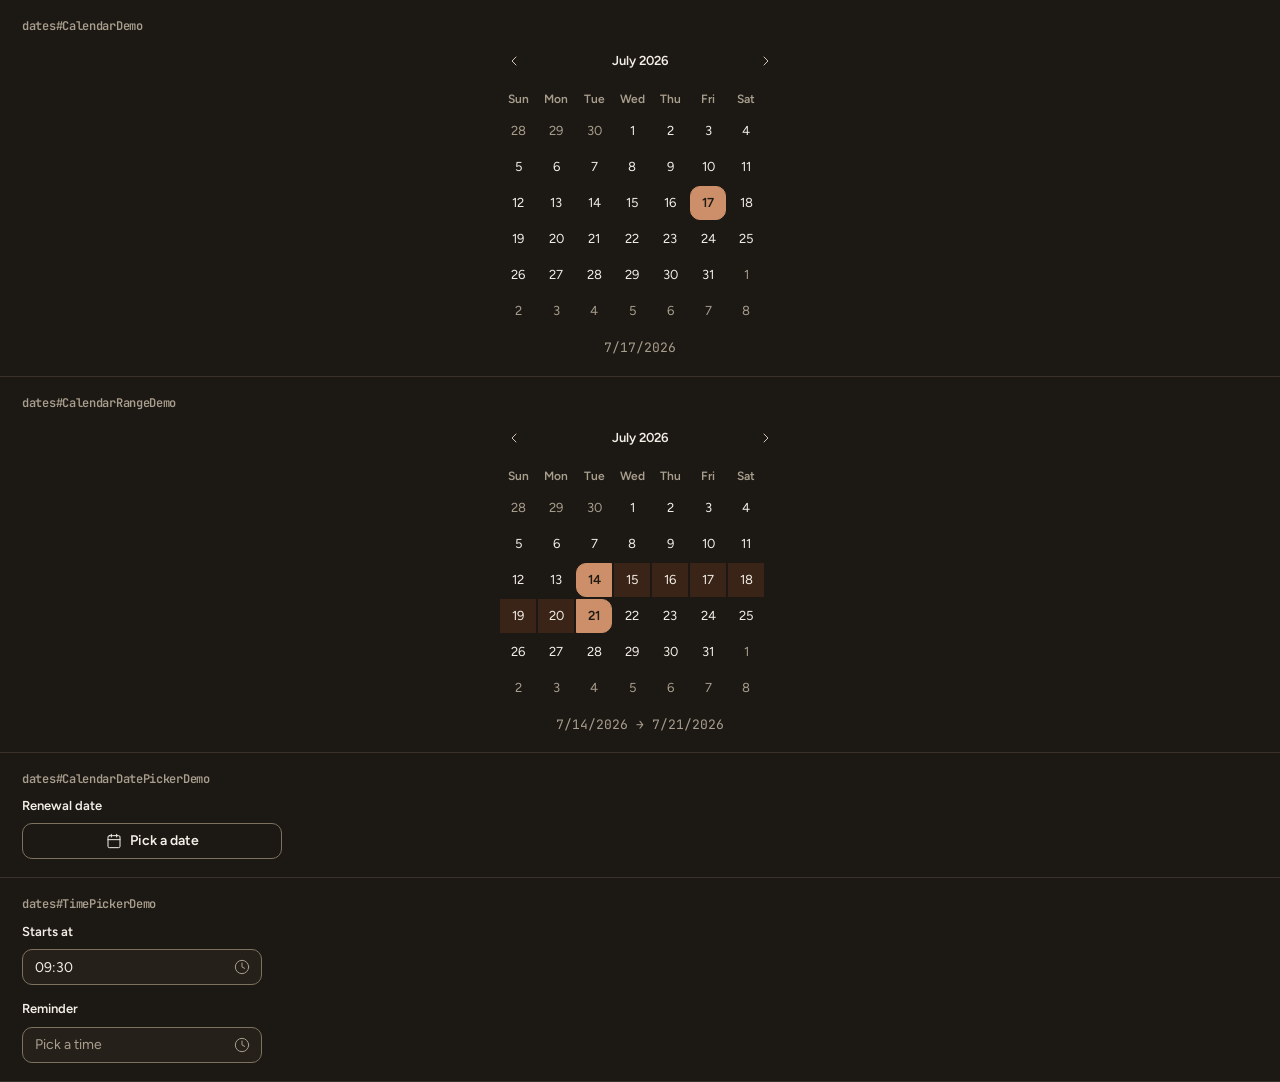 dates#CalendarDemo
July 2026
Sun Mon Tue Wed Thu Fri Sat
28 29 30 1 2 3 4
5 6 7 8 9 10 11
12 13 14 15 16 17 18
19 20 21 22 23 24 25
26 27 28 29 30 31 1
2 3 4 5 6 7 8
7/17/2026
dates#CalendarRangeDemo
July 2026
Sun Mon Tue Wed Thu Fri Sat
28 29 30 1 2 3 4
5 6 7 8 9 10 11
12 13 14 15 16 17 18
19 20 21 22 23 24 25
26 27 28 29 30 31 1
2 3 4 5 6 7 8
7/14/2026 → 7/21/2026
dates#CalendarDatePickerDemo
Renewal date
Pick a date
dates#TimePickerDemo
Starts at
09:30
Reminder
Pick a time